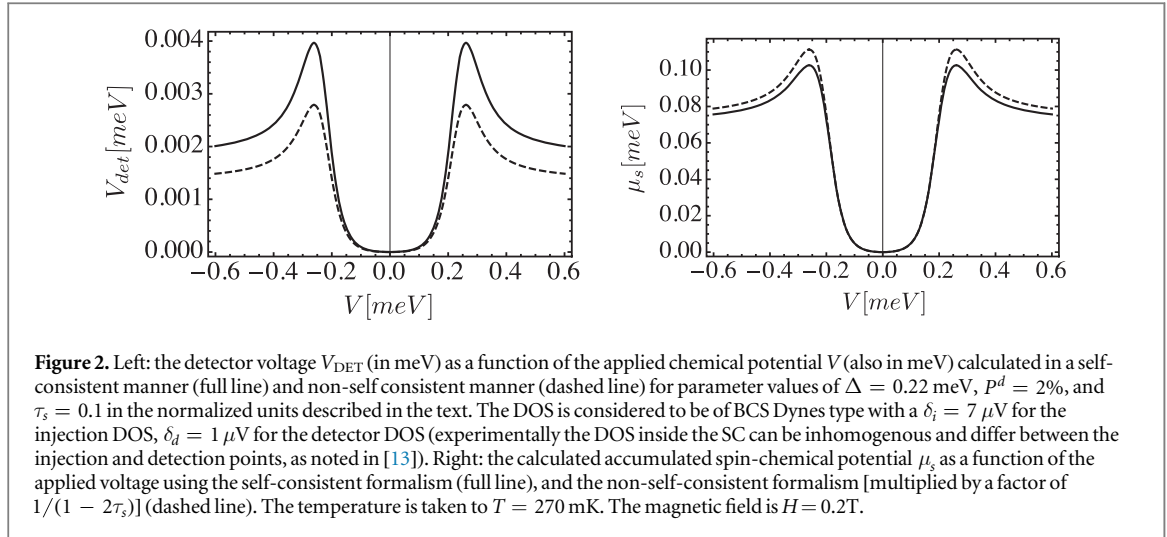 0.004
0.003
0.002
0.001
0.000
V_det[meV]
−0.6 −0.4 −0.2 0.0 0.2 0.4 0.6
V[meV]
0.10
0.08
0.06
0.04
0.02
0.00
μ_s[meV]
−0.6 −0.4 −0.2 0.0 0.2 0.4 0.6
V[meV]
Figure 2. Left: the detector voltage V_DET (in meV) as a function of the applied chemical potential V (also in meV) calculated in a self-
consistent manner (full line) and non-self consistent manner (dashed line) for parameter values of Δ = 0.22 meV, P^d = 2%, and
τ_s = 0.1 in the normalized units described in the text. The DOS is considered to be of BCS Dynes type with a δ_i = 7 μV for the
injection DOS, δ_d = 1 μV for the detector DOS (experimentally the DOS inside the SC can be inhomogenous and differ between the
injection and detection points, as noted in [13]). Right: the calculated accumulated spin-chemical potential μ_s as a function of the
applied voltage using the self-consistent formalism (full line), and the non-self-consistent formalism [multiplied by a factor of
1/(1 − 2τ_s)] (dashed line). The temperature is taken to T = 270 mK. The magnetic field is H = 0.2T.